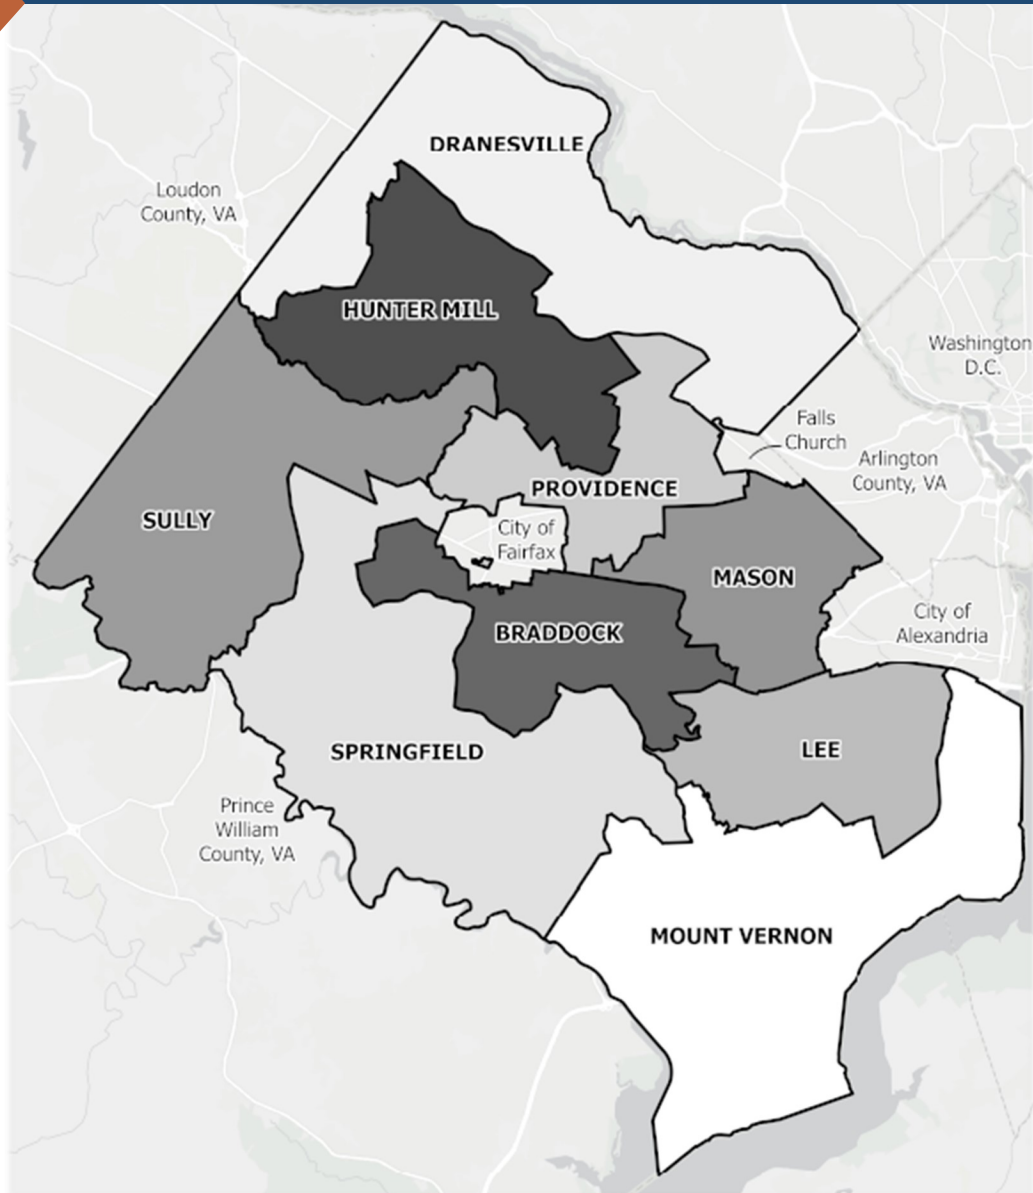 DRANESVILLE
Loudon
County, VA
HUNTER MILL
Washington
D.C.
Falls
Church
Arlington
County, VA
PROVIDENCE
SULLY
City of
Fairfax
MASON
City of
Alexandria
BRADDOCK
SPRINGFIELD
LEE
Prince
William
County, VA
MOUNT VERNON